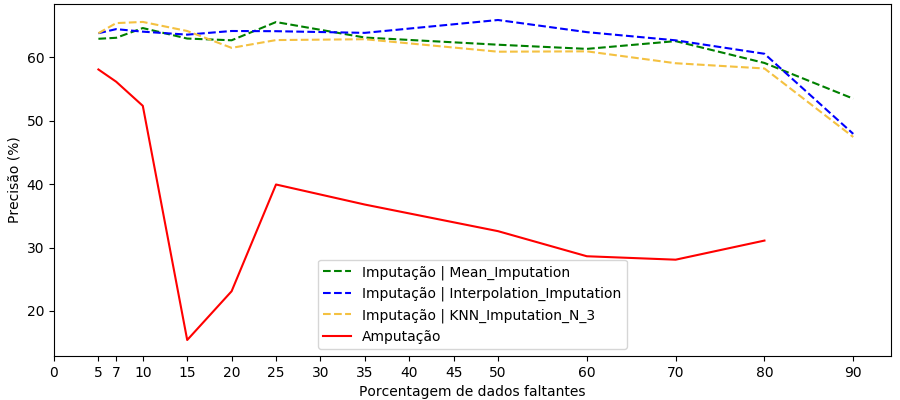 Precisão (%)
60
50
40
30
20
Imputação | Mean_Imputation
Imputação | Interpolation_Imputation
Imputação | KNN_Imputation_N_3
Amputação
0 5 7 10 15 20 25 30 35 40 45 50 60 70 80 90
Porcentagem de dados faltantes